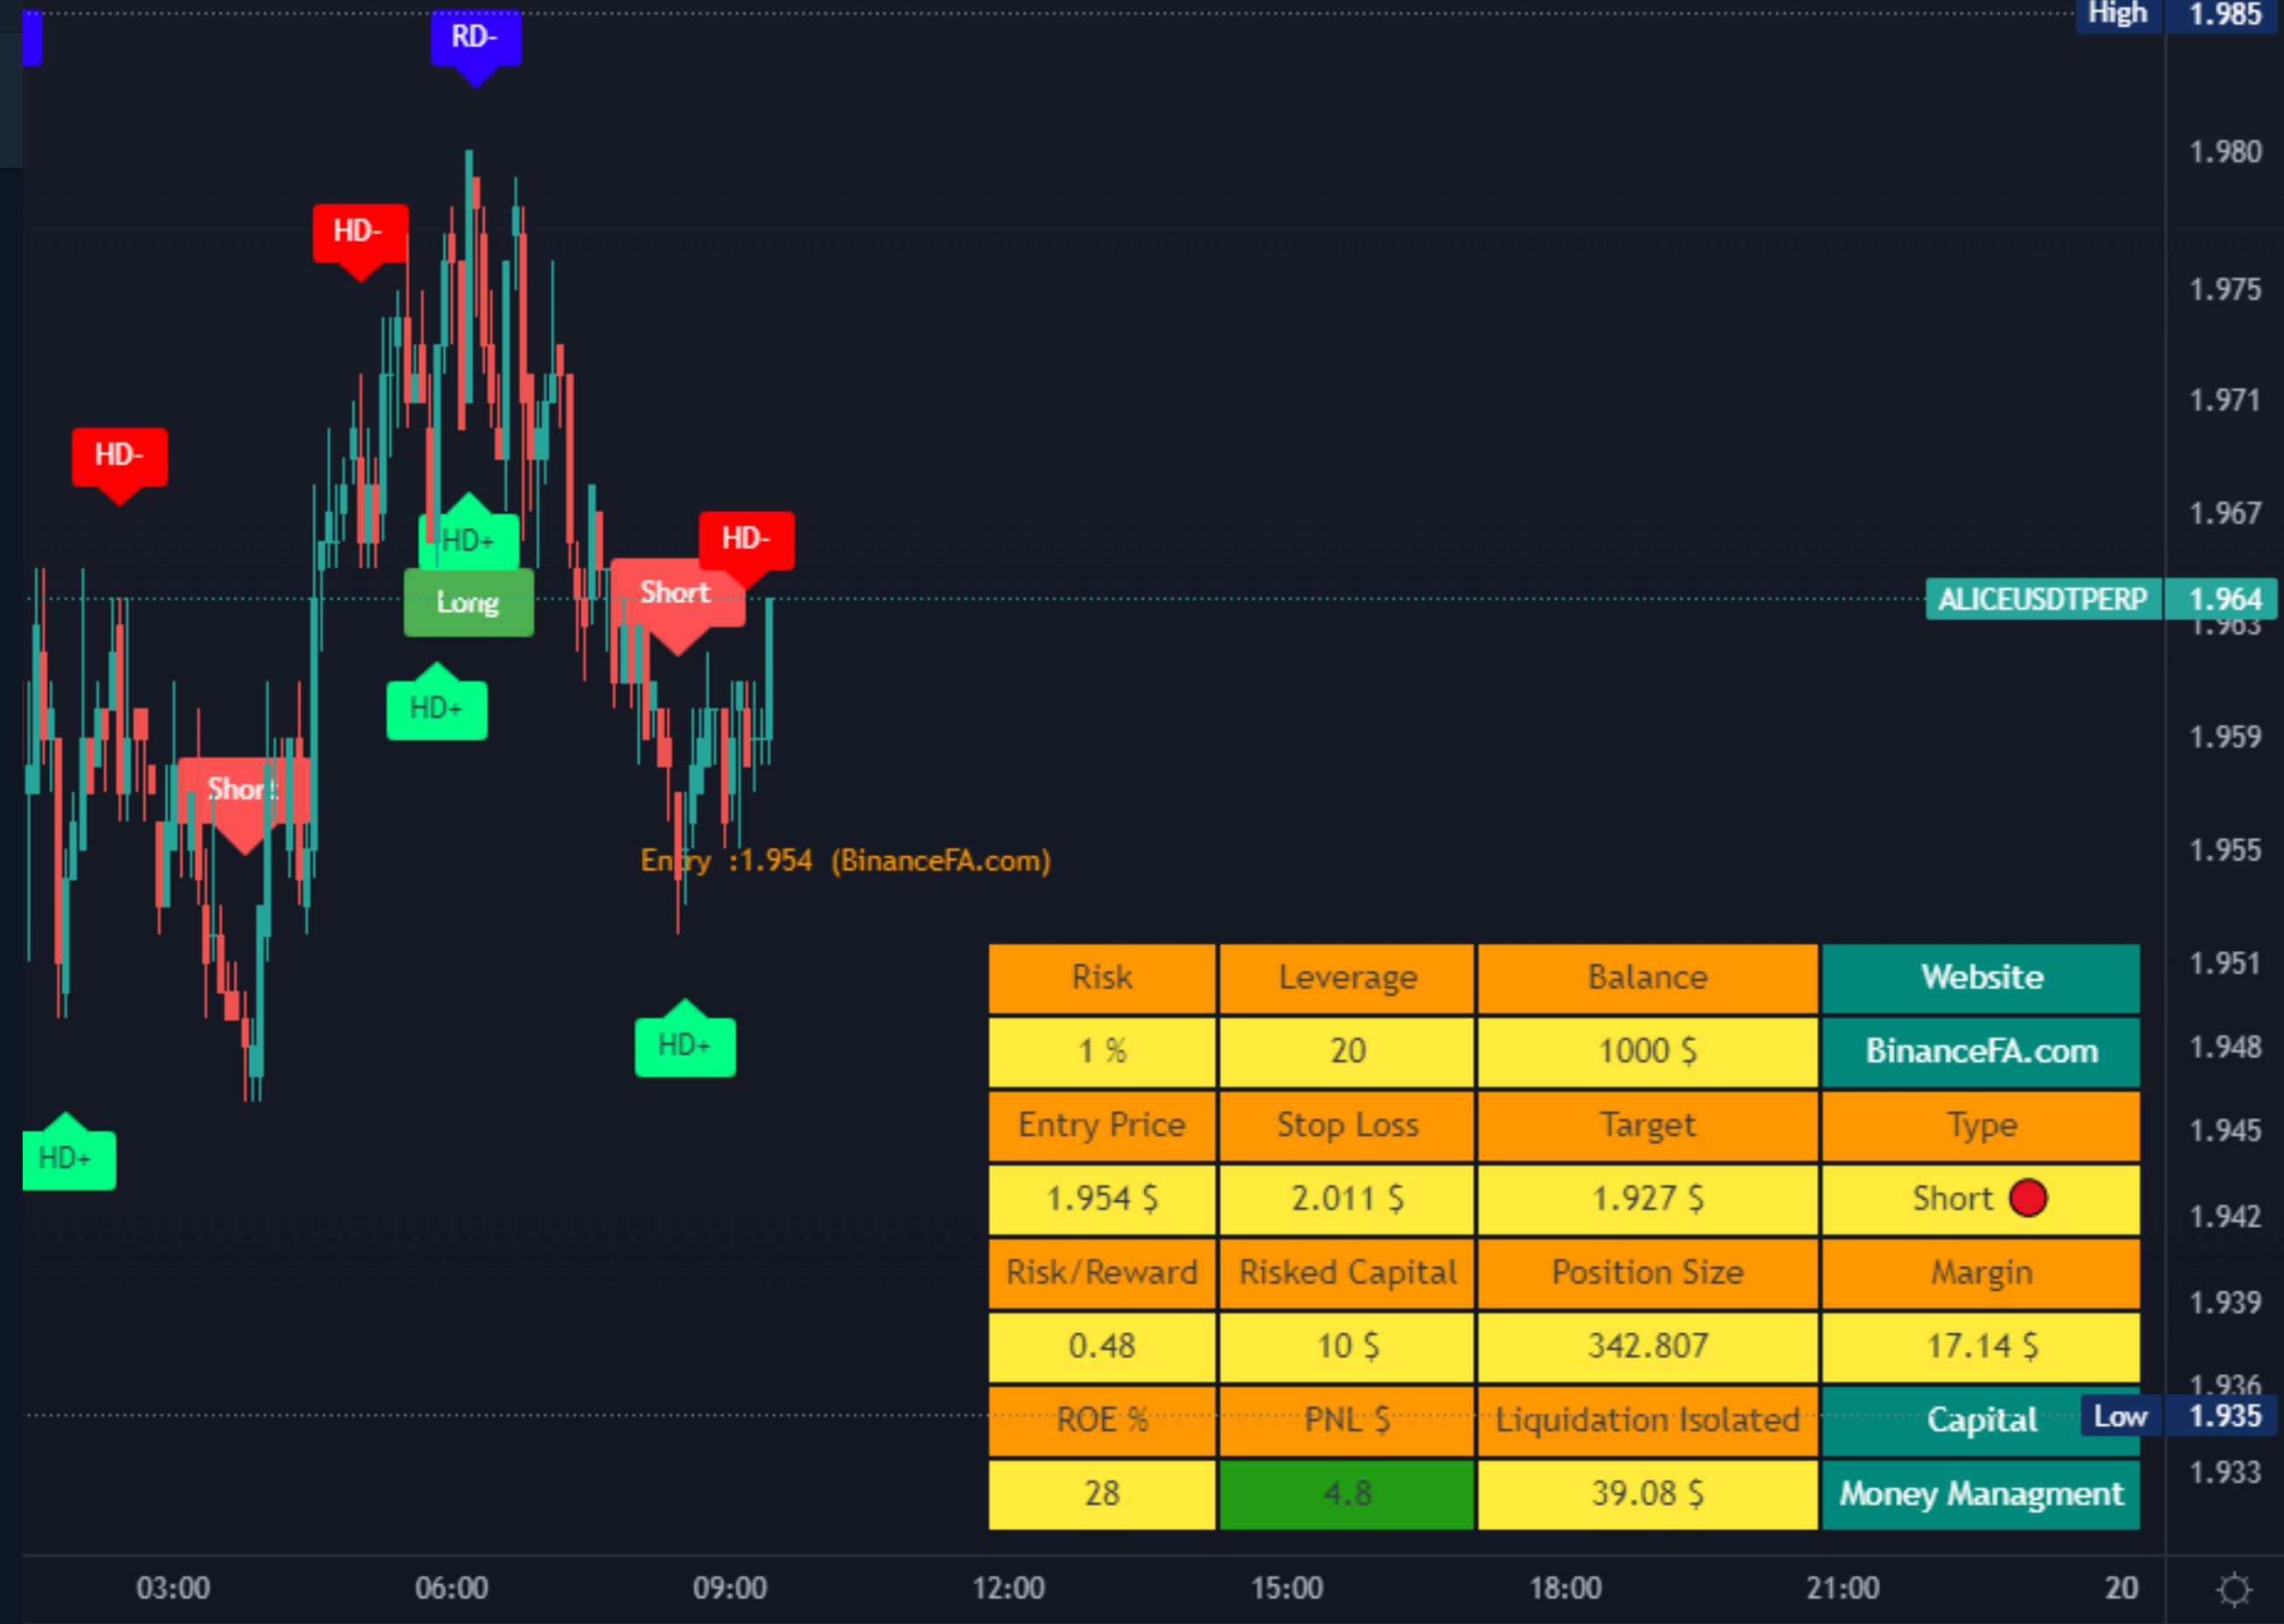 High 1.985
RD-
1.980
HD-
1.975
1.971
HD-
1.967
HD+
HD-
Short
Long
ALICEUSDTPERP 1.964
1.963
HD+
1.959
Short
1.955
Entry :1.954 (BinanceFA.com)
1.951
Risk Leverage Balance Website
HD+
1 % 20 1000 $ BinanceFA.com
1.948
Entry Price Stop Loss Target Type
1.945
HD+
1.954 $ 2.011 $ 1.927 $ Short
1.942
Risk/Reward Risked Capital Position Size Margin
1.939
0.48 10 $ 342.807 17.14 $
1.936
ROE % PNL $ Liquidation Isolated Capital
Low 1.935
1.933
28 4.8 39.08 $ Money Managment
03:00 06:00 09:00 12:00 15:00 18:00 21:00 20